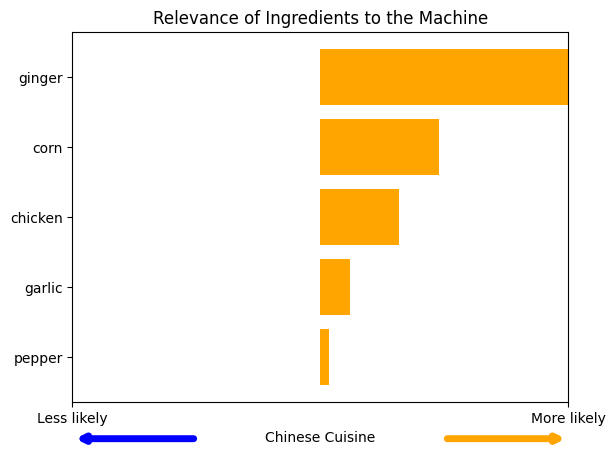 Relevance of Ingredients to the Machine
ginger
corn
chicken
garlic
pepper
Less likely
More likely
Chinese Cuisine